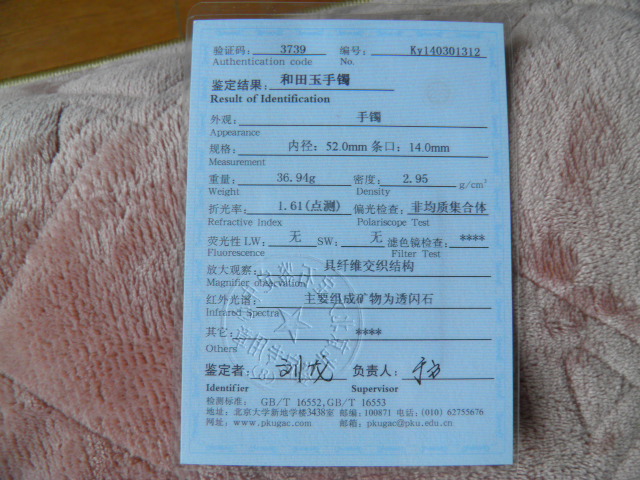 验证码： 3739 编号： Ky140301312
Authentication code No.
鉴定结果： 和田玉手镯
Result of Identification
外观： 手镯
Appearance
规格： 内径：52.0mm 条口：14.0mm
Measurement
重量： 36.94g 密度： 2.95 g/cm³
Weight Density
折光率： 1.61(点测) 偏光检查： 非均质集合体
Refractive Index Polariscope Test
荧光性 LW： 无 SW： 无 滤色镜检查： ****
Fluorescence Filter Test
放大观察： 具纤维交织结构
Magnifier observation
红外光谱： 主要组成矿物为透闪石
Infrared Spectra
其它： ****
Others
鉴定者： 负责人：
Identifier Supervisor
检测标准： GB/T 16552,GB/T 16553
地址：北京大学新地学楼3438室 邮编：100871 电话：(010) 62755676
网址：www.pkugac.com 邮箱：pkugac@pku.edu.cn